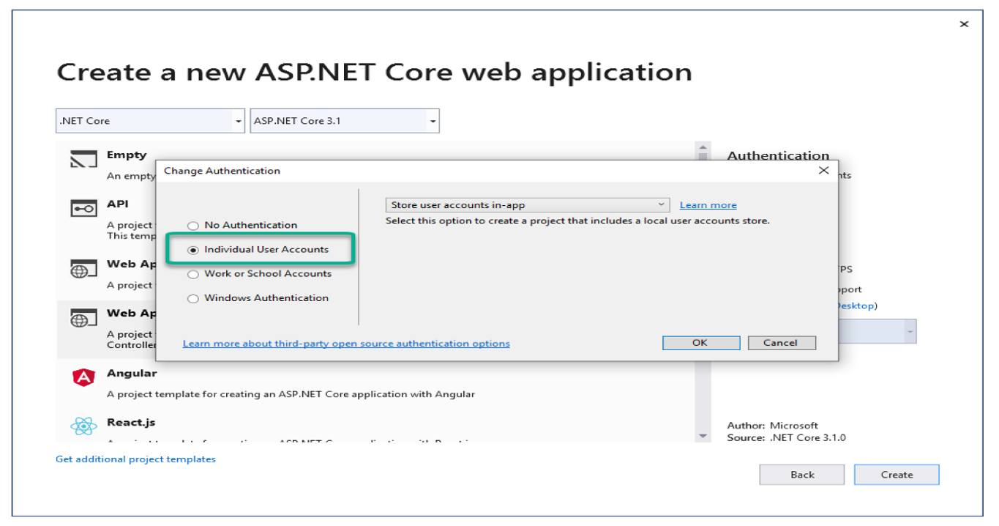 Create a new ASP.NET Core web application
.NET Core
ASP.NET Core 3.1
Empty
An empty
API
A project
This temp
Web Ap
A project
Web Ap
A project
Controller
Angular
A project template for creating an ASP.NET Core application with Angular
React.js
Get additional project templates
Change Authentication
No Authentication
Individual User Accounts
Work or School Accounts
Windows Authentication
Store user accounts in-app
Learn more
Select this option to create a project that includes a local user accounts store.
Learn more about third-party open source authentication options
OK
Cancel
Authentication
nts
PS
pport
Desktop)
Author: Microsoft
Source: .NET Core 3.1.0
Back
Create